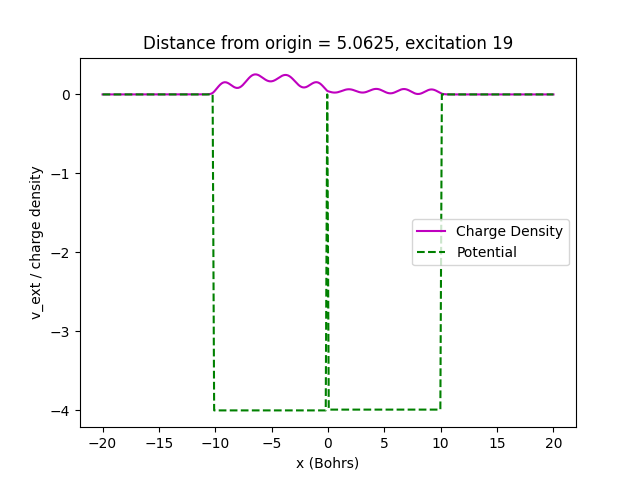 Distance from origin = 5.0625, excitation 19
v_ext / charge density
0
−1
−2
−3
−4
Charge Density
Potential
−20
−15
−10
−5
0
5
10
15
20
x (Bohrs)